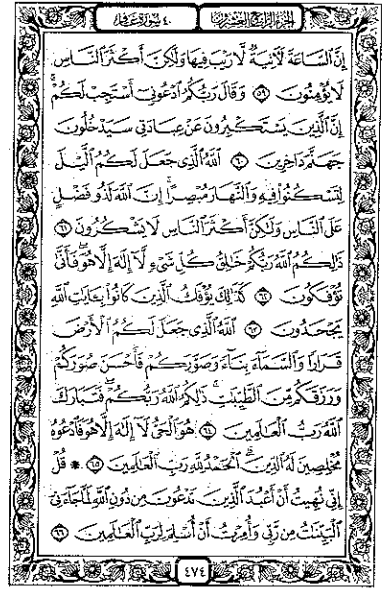 الجزء الرابع والعشرون
٤٠ سورة غافر
إِنَّ ٱلسَّاعَةَ لَأٓتِيَةٌ لَّا رَيْبَ فِيهَا وَلَٰكِنَّ أَكْثَرَ ٱلنَّاسِ
لَا يُؤْمِنُونَ ٥٩ وَقَالَ رَبُّكُمُ ٱدْعُونِىٓ أَسْتَجِبْ لَكُمْ
إِنَّ ٱلَّذِينَ يَسْتَكْبِرُونَ عَنْ عِبَادَتِى سَيَدْخُلُونَ
جَهَنَّمَ دَاخِرِينَ ٦٠ ٱللَّهُ ٱلَّذِى جَعَلَ لَكُمُ ٱلَّيْلَ
لِتَسْكُنُوا۟ فِيهِ وَٱلنَّهَارَ مُبْصِرًا إِنَّ ٱللَّهَ لَذُو فَضْلٍ
عَلَى ٱلنَّاسِ وَلَٰكِنَّ أَكْثَرَ ٱلنَّاسِ لَا يَشْكُرُونَ ٦١
ذَٰلِكُمُ ٱللَّهُ رَبُّكُمْ خَٰلِقُ كُلِّ شَىْءٍ لَّآ إِلَٰهَ إِلَّا هُوَ فَأَنَّىٰ
تُؤْفَكُونَ ٦٢ كَذَٰلِكَ يُؤْفَكُ ٱلَّذِينَ كَانُوا۟ بِـَٔايَٰتِ ٱللَّهِ
يَجْحَدُونَ ٦٣ ٱللَّهُ ٱلَّذِى جَعَلَ لَكُمُ ٱلْأَرْضَ
قَرَارًا وَٱلسَّمَآءَ بِنَآءً وَصَوَّرَكُمْ فَأَحْسَنَ صُوَرَكُمْ
وَرَزَقَكُم مِّنَ ٱلطَّيِّبَٰتِ ذَٰلِكُمُ ٱللَّهُ رَبُّكُمْ فَتَبَارَكَ
ٱللَّهُ رَبُّ ٱلْعَٰلَمِينَ ٦٤ هُوَ ٱلْحَىُّ لَآ إِلَٰهَ إِلَّا هُوَ فَٱدْعُوهُ
مُخْلِصِينَ لَهُ ٱلدِّينَ ٱلْحَمْدُ لِلَّهِ رَبِّ ٱلْعَٰلَمِينَ ٦٥ ۞ قُلْ
إِنِّى نُهِيتُ أَنْ أَعْبُدَ ٱلَّذِينَ تَدْعُونَ مِن دُونِ ٱللَّهِ لَمَّا جَآءَنِىَ
ٱلْبَيِّنَٰتُ مِن رَّبِّى وَأُمِرْتُ أَنْ أُسْلِمَ لِرَبِّ ٱلْعَٰلَمِينَ ٦٦
٤٧٤